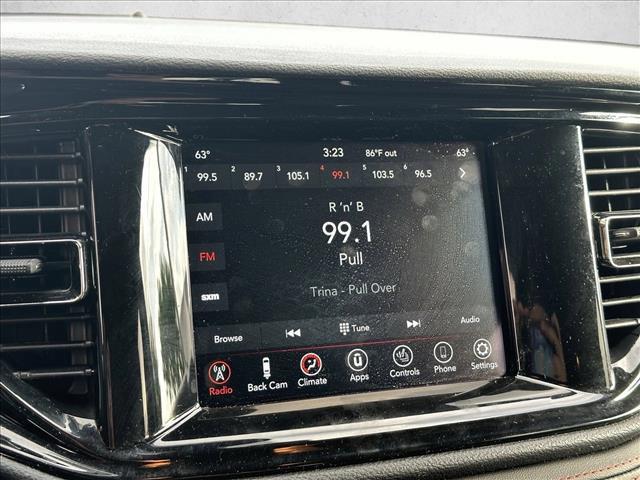 63° 3:23 86°F out 63°
1 99.5 2 89.7 3 105.1 4 99.1 5 103.5 6 96.5
AM
FM
sxm
R 'n' B
99.1
Pull
Trina - Pull Over
Browse Tune Audio
Radio Back Cam Climate Apps Controls Phone Settings